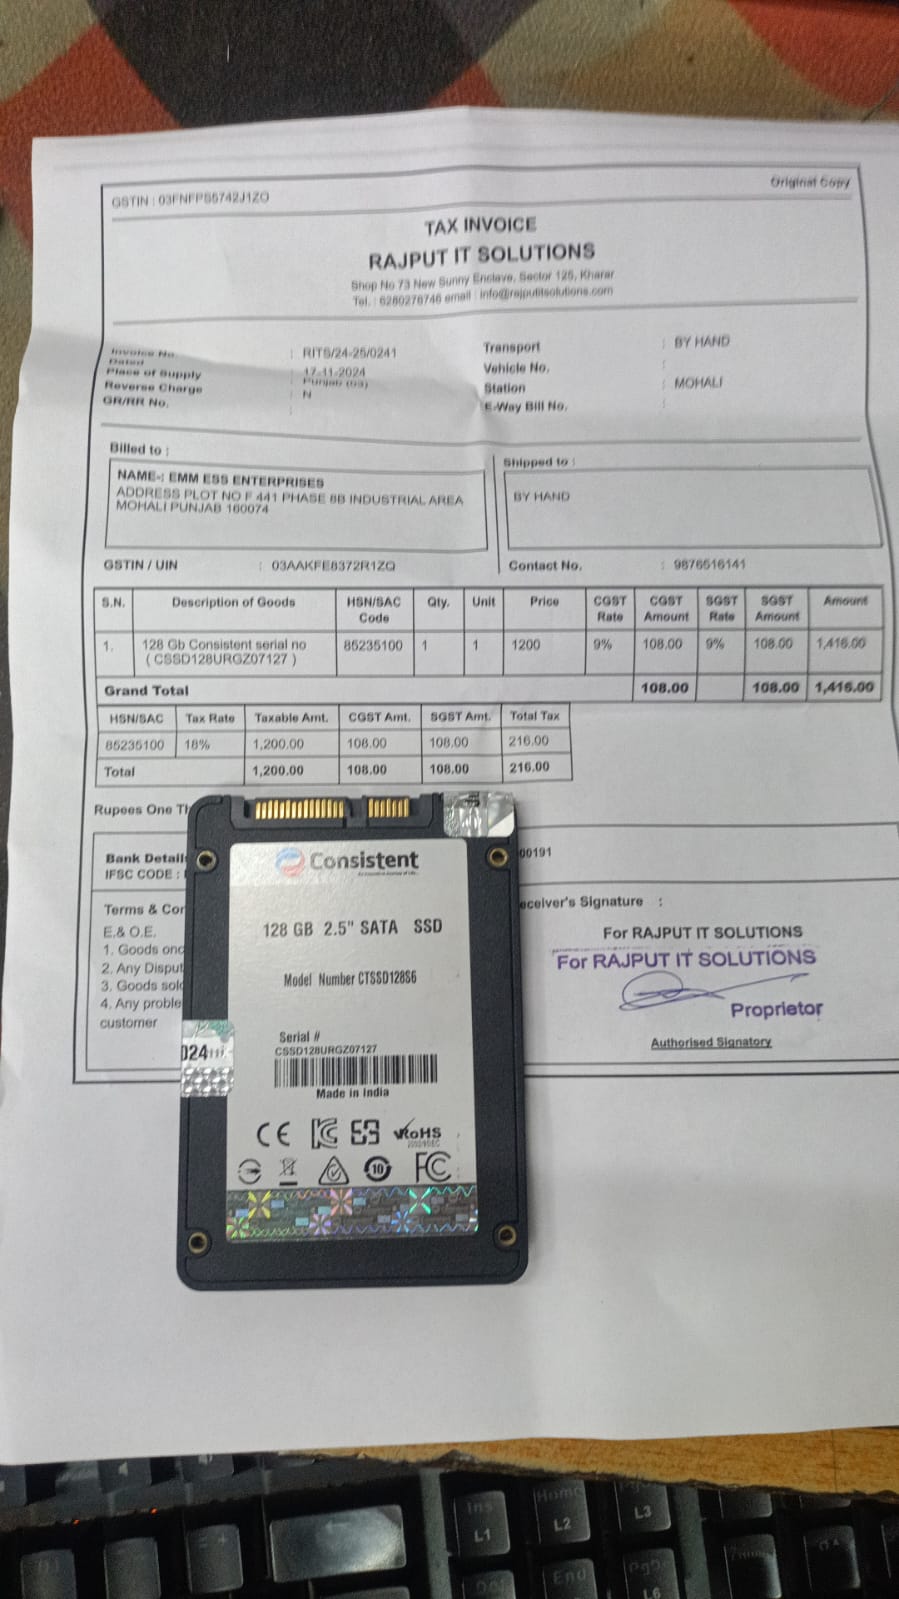 Original Copy
GSTIN : 03FNFPS5742J1ZO
TAX INVOICE
RAJPUT IT SOLUTIONS
Shop No 73 New Sunny Enclave, Sector 125, Kharar
Tel. : 6280276746 email : info@rajputitsolutions.com
Invoice No. : RITS/24-25/0241
Dated : 17-11-2024
Place of Supply : Punjab (03)
Reverse Charge : N
GR/RR No. :
Transport : BY HAND
Vehicle No. :
Station : MOHALI
E-Way Bill No. :
Billed to :
NAME-: EMM ESS ENTERPRISES
ADDRESS PLOT NO F 441 PHASE 8B INDUSTRIAL AREA
MOHALI PUNJAB 160074
Shipped to :
BY HAND
GSTIN / UIN : 03AAKFE8372R1ZQ
Contact No. : 9876516141
S.N. Description of Goods HSN/SAC Code Qty. Unit Price CGST Rate CGST Amount SGST Rate SGST Amount Amount
1. 128 Gb Consistent serial no 85235100 1 1 1200 9% 108.00 9% 108.00 1,416.00
( CSSD128URGZ07127 )
Grand Total 108.00 108.00 1,416.00
HSN/SAC Tax Rate Taxable Amt. CGST Amt. SGST Amt. Total Tax
85235100 18% 1,200.00 108.00 108.00 216.00
Total 1,200.00 108.00 108.00 216.00
Rupees One Th
Bank Detail
00191
IFSC CODE :
Terms & Cor
E.& O.E.
1. Goods onc
2. Any Disput
3. Goods sold
4. Any proble
customer
eceiver's Signature :
For RAJPUT IT SOLUTIONS
For RAJPUT IT SOLUTIONS
Proprietor
Authorised Signatory
Consistent
128 GB 2.5" SATA SSD
Model Number CTSSD128S6
Serial #
CSSD128URGZ07127
Made in India
024
CE
RoHS
10
FC
Ins
L1
Home
L2
L3
End
L6